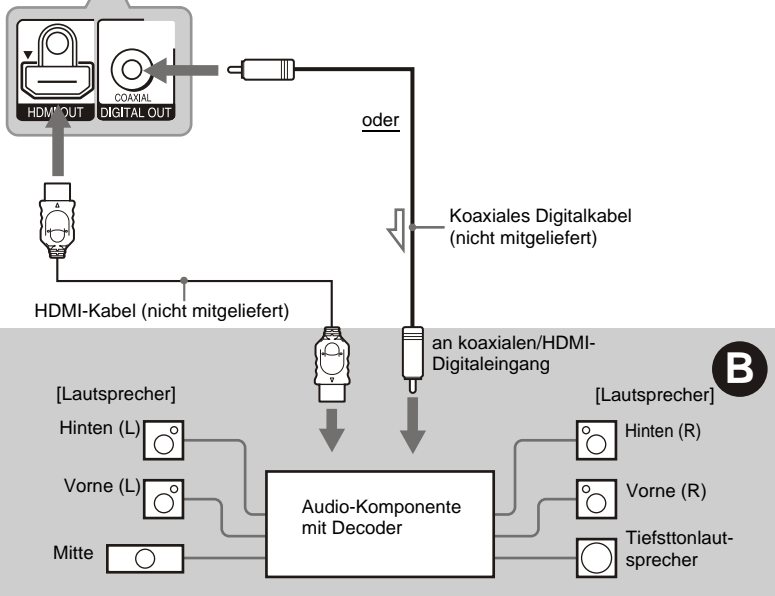 COAXIAL
HDMI OUT
DIGITAL OUT
oder
Koaxiales Digitalkabel
(nicht mitgeliefert)
HDMI-Kabel (nicht mitgeliefert)
an koaxialen/HDMI-
Digitaleingang
B
[Lautsprecher]
[Lautsprecher]
Hinten (L)
Hinten (R)
Vorne (L)
Vorne (R)
Audio-Komponente
mit Decoder
Mitte
Tiefsttonlaut-
sprecher